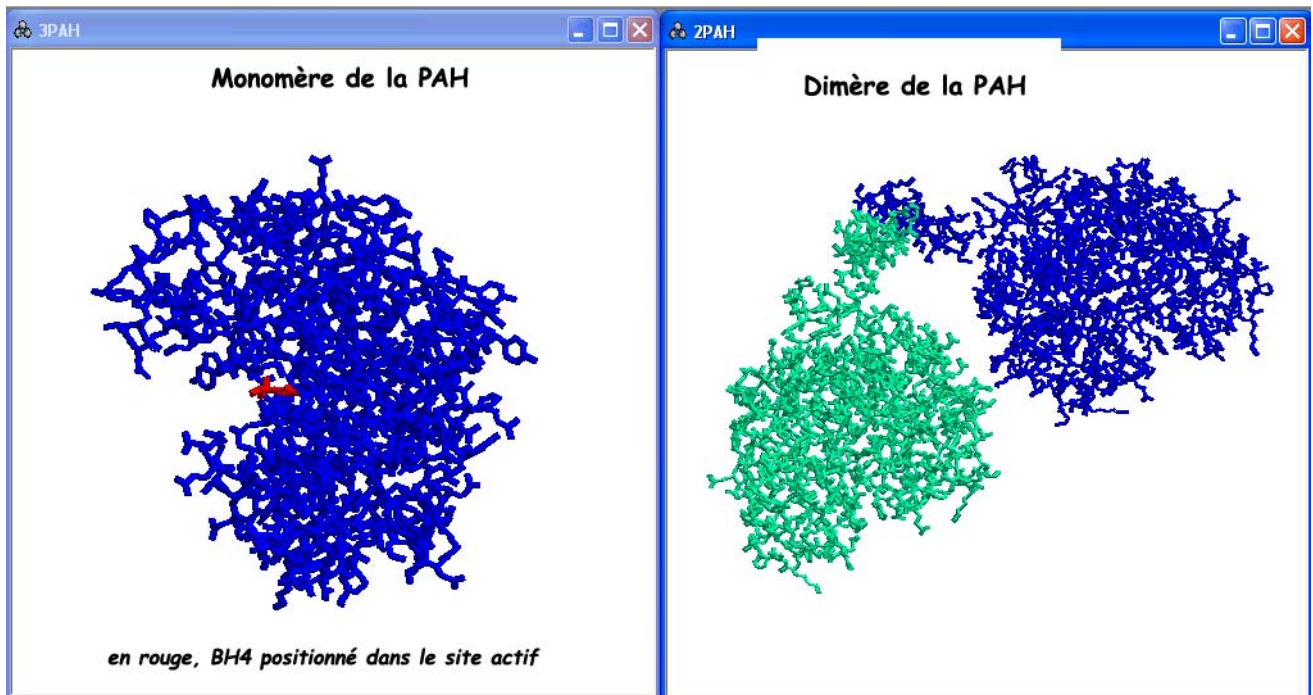 3PAH
Monomère de la PAH
en rouge, BH4 positionné dans le site actif
2PAH
Dimère de la PAH